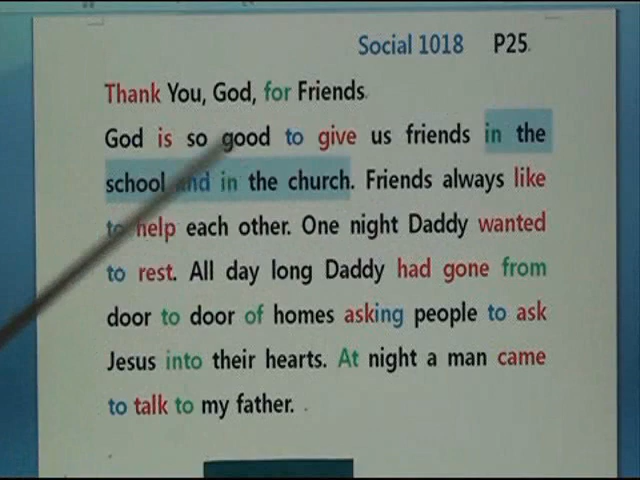 Social 1018 P25.
Thank You, God, for Friends.
God is so good to give us friends in the
school and in the church. Friends always like
to help each other. One night Daddy wanted
to rest. All day long Daddy had gone from
door to door of homes asking people to ask
Jesus into their hearts. At night a man came
to talk to my father.